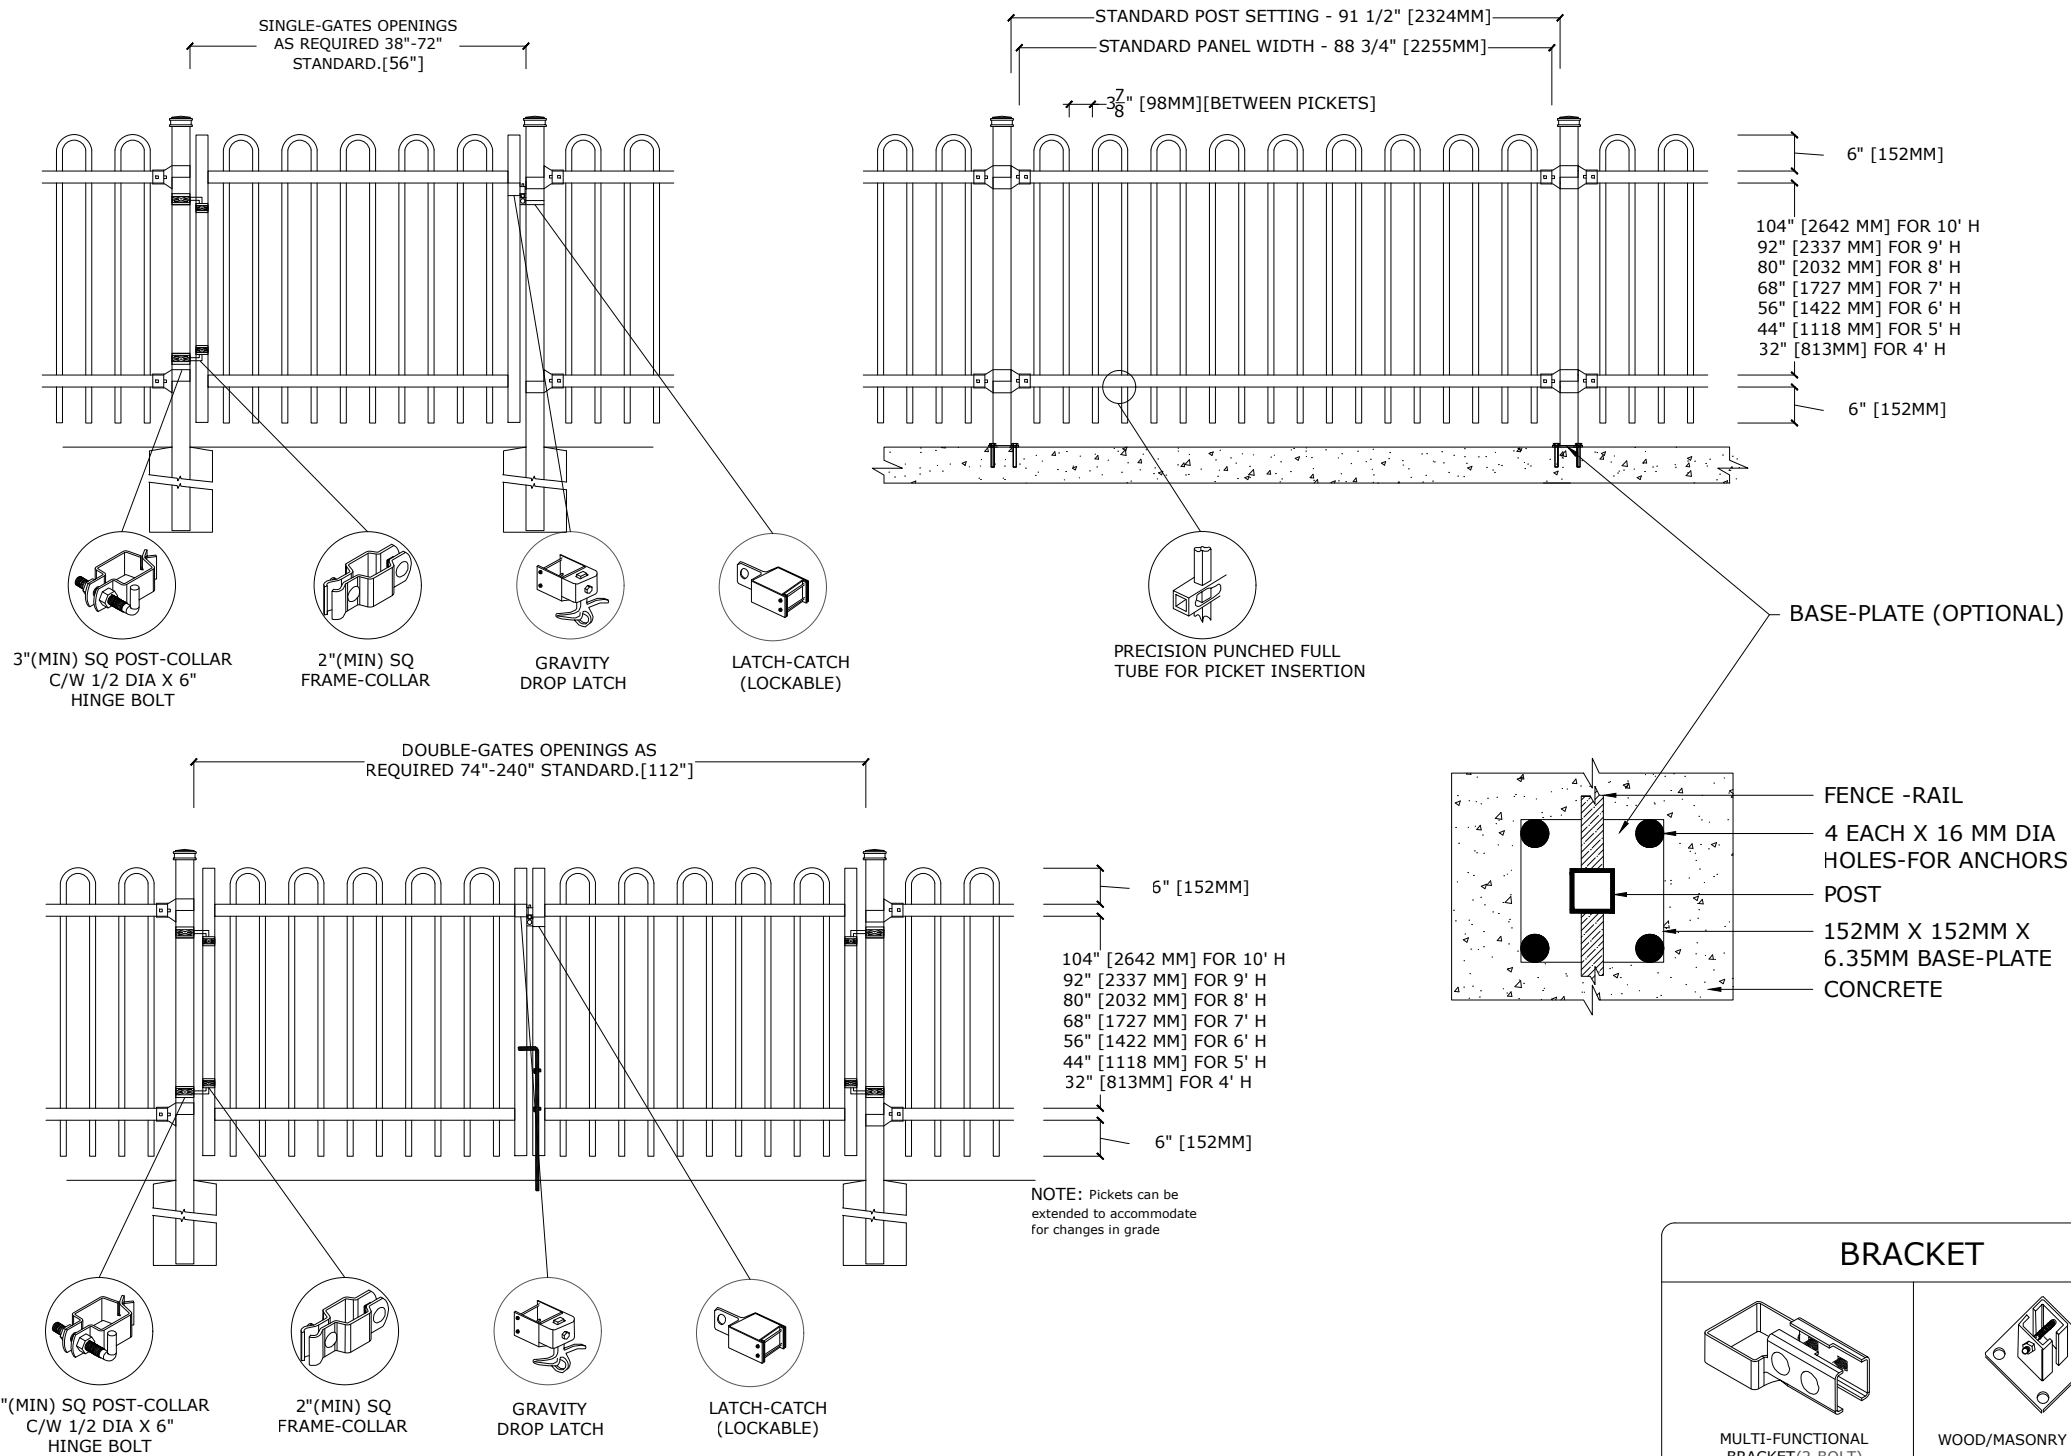 SINGLE-GATES OPENINGS
AS REQUIRED 38"-72"
STANDARD.[56"]
STANDARD POST SETTING - 91 1/2" [2324MM]
STANDARD PANEL WIDTH - 88 3/4" [2255MM]
3 7/8" [98MM][BETWEEN PICKETS]
6" [152MM]
104" [2642 MM] FOR 10' H
92" [2337 MM] FOR 9' H
80" [2032 MM] FOR 8' H
68" [1727 MM] FOR 7' H
56" [1422 MM] FOR 6' H
44" [1118 MM] FOR 5' H
32" [813MM] FOR 4' H
6" [152MM]
3"(MIN) SQ POST-COLLAR
C/W 1/2 DIA X 6"
HINGE BOLT
2"(MIN) SQ
FRAME-COLLAR
GRAVITY
DROP LATCH
LATCH-CATCH
(LOCKABLE)
PRECISION PUNCHED FULL
TUBE FOR PICKET INSERTION
BASE-PLATE (OPTIONAL)
DOUBLE-GATES OPENINGS AS
REQUIRED 74"-240" STANDARD.[112"]
6" [152MM]
104" [2642 MM] FOR 10' H
92" [2337 MM] FOR 9' H
80" [2032 MM] FOR 8' H
68" [1727 MM] FOR 7' H
56" [1422 MM] FOR 6' H
44" [1118 MM] FOR 5' H
32" [813MM] FOR 4' H
6" [152MM]
NOTE: Pickets can be
extended to accommodate
for changes in grade
FENCE -RAIL
4 EACH X 16 MM DIA
HOLES-FOR ANCHORS
POST
152MM X 152MM X
6.35MM BASE-PLATE
CONCRETE
"(MIN) SQ POST-COLLAR
C/W 1/2 DIA X 6"
HINGE BOLT
2"(MIN) SQ
FRAME-COLLAR
GRAVITY
DROP LATCH
LATCH-CATCH
(LOCKABLE)
BRACKET
MULTI-FUNCTIONAL
BRACKET(2-BOLT)
WOOD/MASONRY